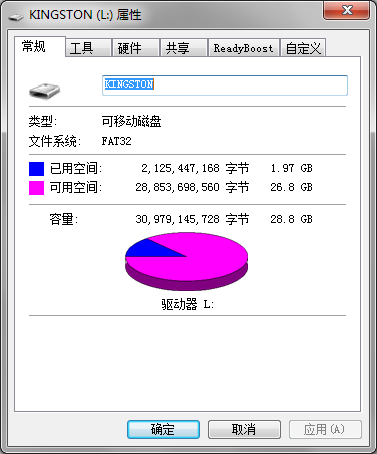 KINGSTON (L:) 属性
常规 工具 硬件 共享 ReadyBoost 自定义
KINGSTON
类型: 可移动磁盘
文件系统: FAT32
已用空间: 2,125,447,168 字节 1.97 GB
可用空间: 28,853,698,560 字节 26.8 GB
容量: 30,979,145,728 字节 28.8 GB
驱动器 L:
确定 取消 应用(A)